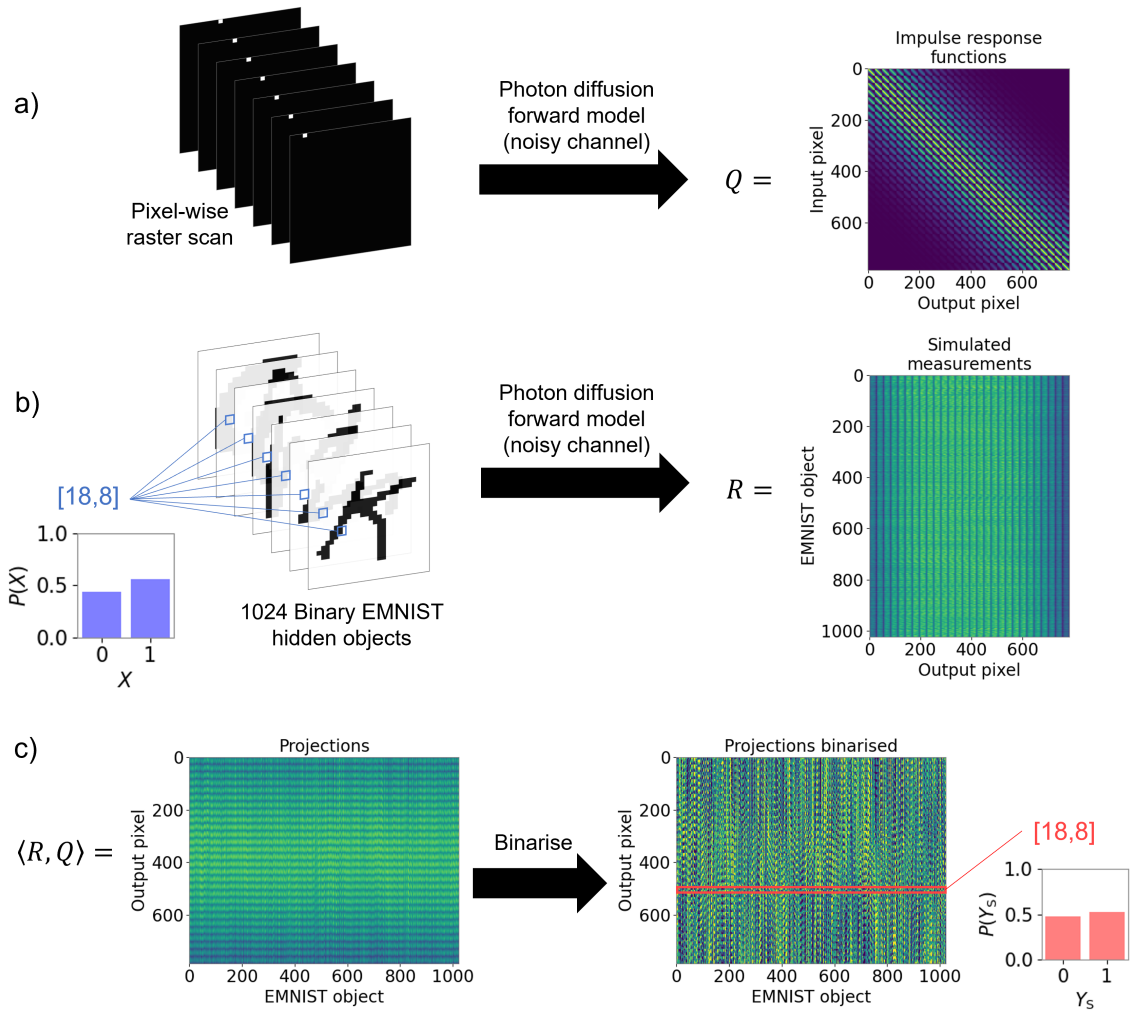 a)
Pixel-wise
raster scan
Photon diffusion
forward model
(noisy channel)
Q =
Impulse response
functions
0
200
400
600
Input pixel
0 200 400 600
Output pixel
b)
[18,8]
1.0
0.5
0.0
P(X)
0 1
X
1024 Binary EMNIST
hidden objects
Photon diffusion
forward model
(noisy channel)
R =
Simulated
measurements
0
200
400
600
800
1000
EMNIST object
0 200 400 600
Output pixel
c)
⟨R, Q⟩ =
Projections
0
200
400
600
Output pixel
0 200 400 600 800 1000
EMNIST object
Binarise
Projections binarised
0
200
400
600
Output pixel
0 200 400 600 800 1000
EMNIST object
[18,8]
1.0
0.5
0.0
P(Y_S)
0 1
Y_S